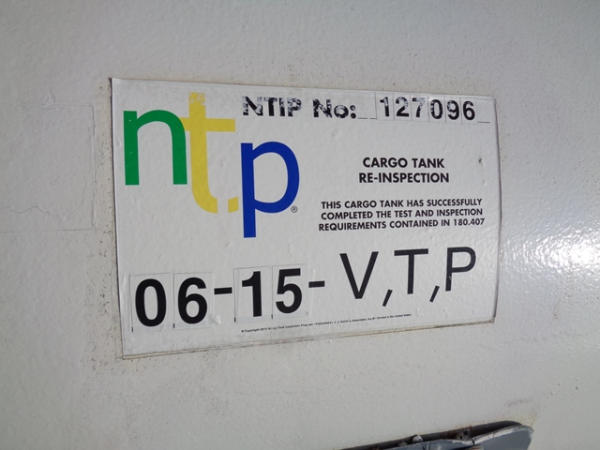 NTIP No: 127096
ntp®
CARGO TANK
RE-INSPECTION
THIS CARGO TANK HAS SUCCESSFULLY
COMPLETED THE TEST AND INSPECTION
REQUIREMENTS CONTAINED IN 180.407
06-15-V,T,P